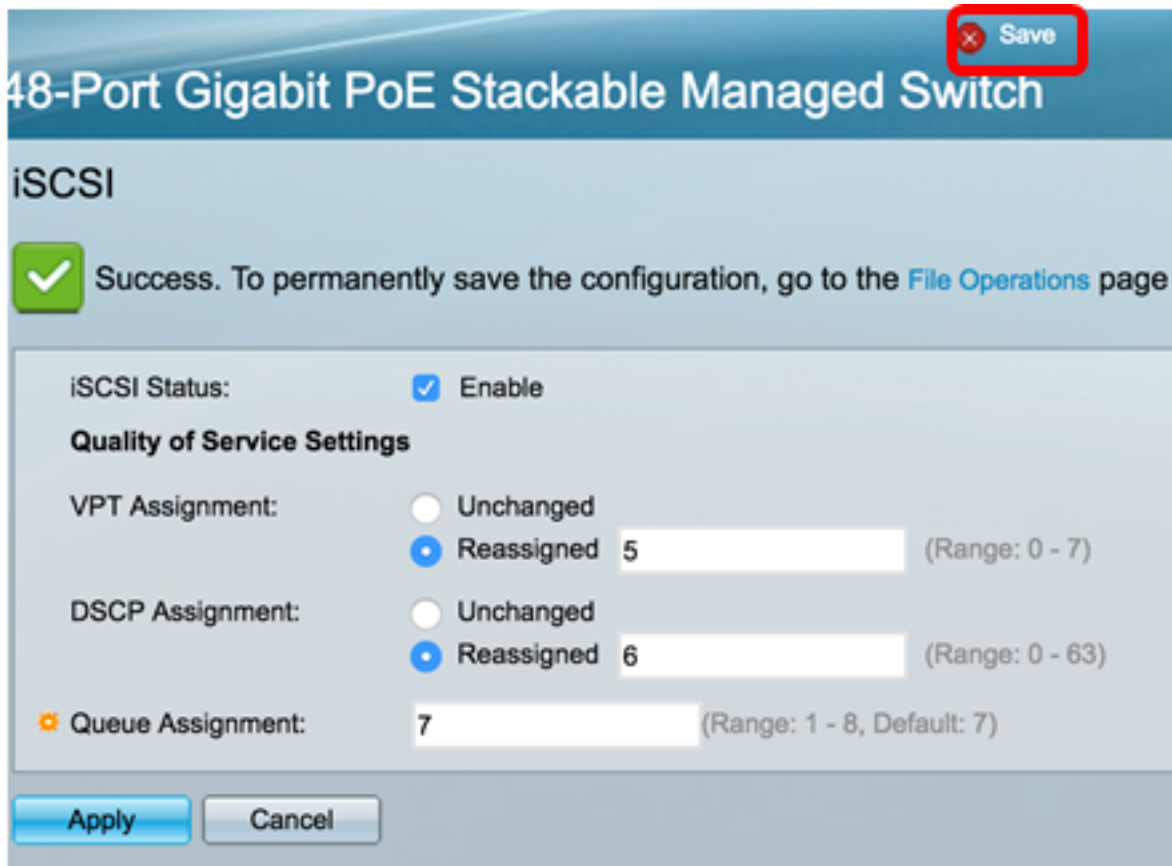 Save
48-Port Gigabit PoE Stackable Managed Switch
iSCSI
Success. To permanently save the configuration, go to the File Operations page
iSCSI Status: Enable
Quality of Service Settings
VPT Assignment: Unchanged
Reassigned 5 (Range: 0 - 7)
DSCP Assignment: Unchanged
Reassigned 6 (Range: 0 - 63)
Queue Assignment: 7 (Range: 1 - 8, Default: 7)
Apply Cancel